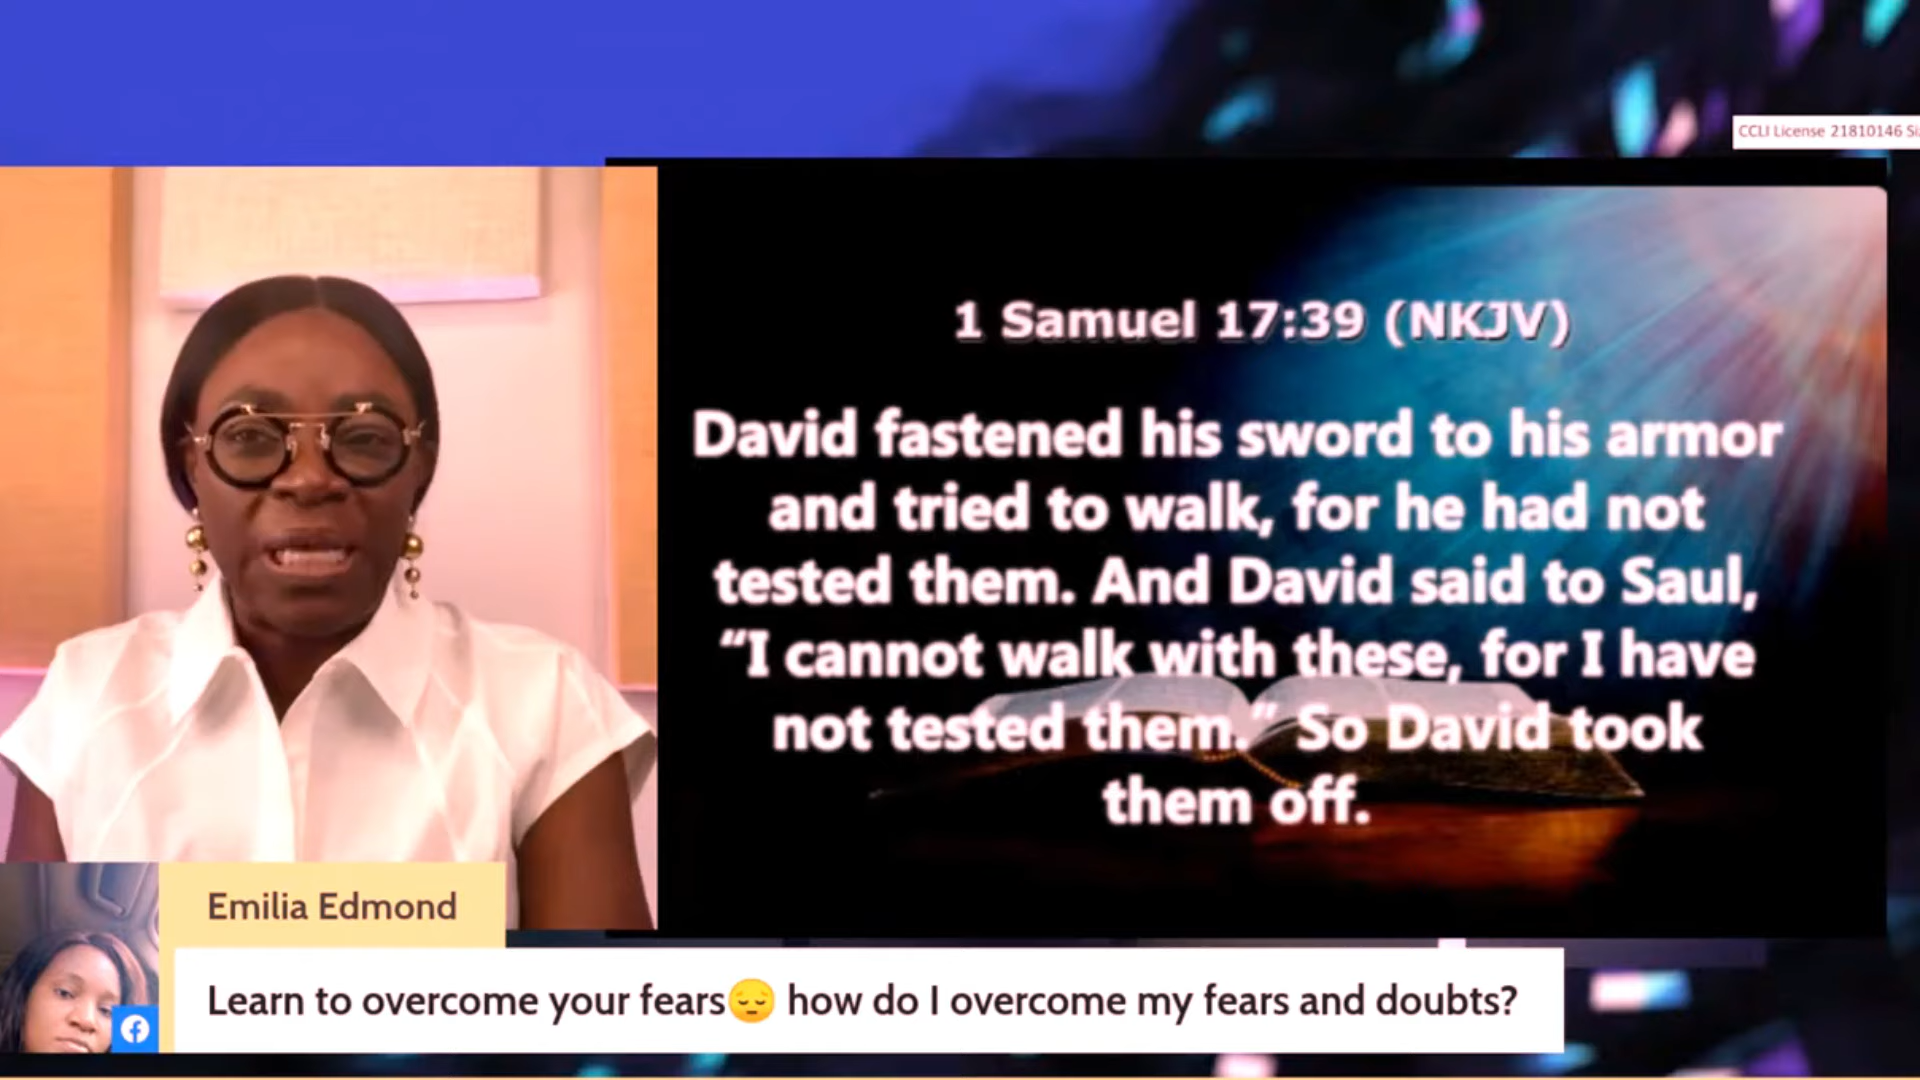 CCLI License 21810146
1 Samuel 17:39 (NKJV)
David fastened his sword to his armor
and tried to walk, for he had not
tested them. And David said to Saul,
“I cannot walk with these, for I have
not tested them.” So David took
them off.
Emilia Edmond
Learn to overcome your fears😔 how do I overcome my fears and doubts?